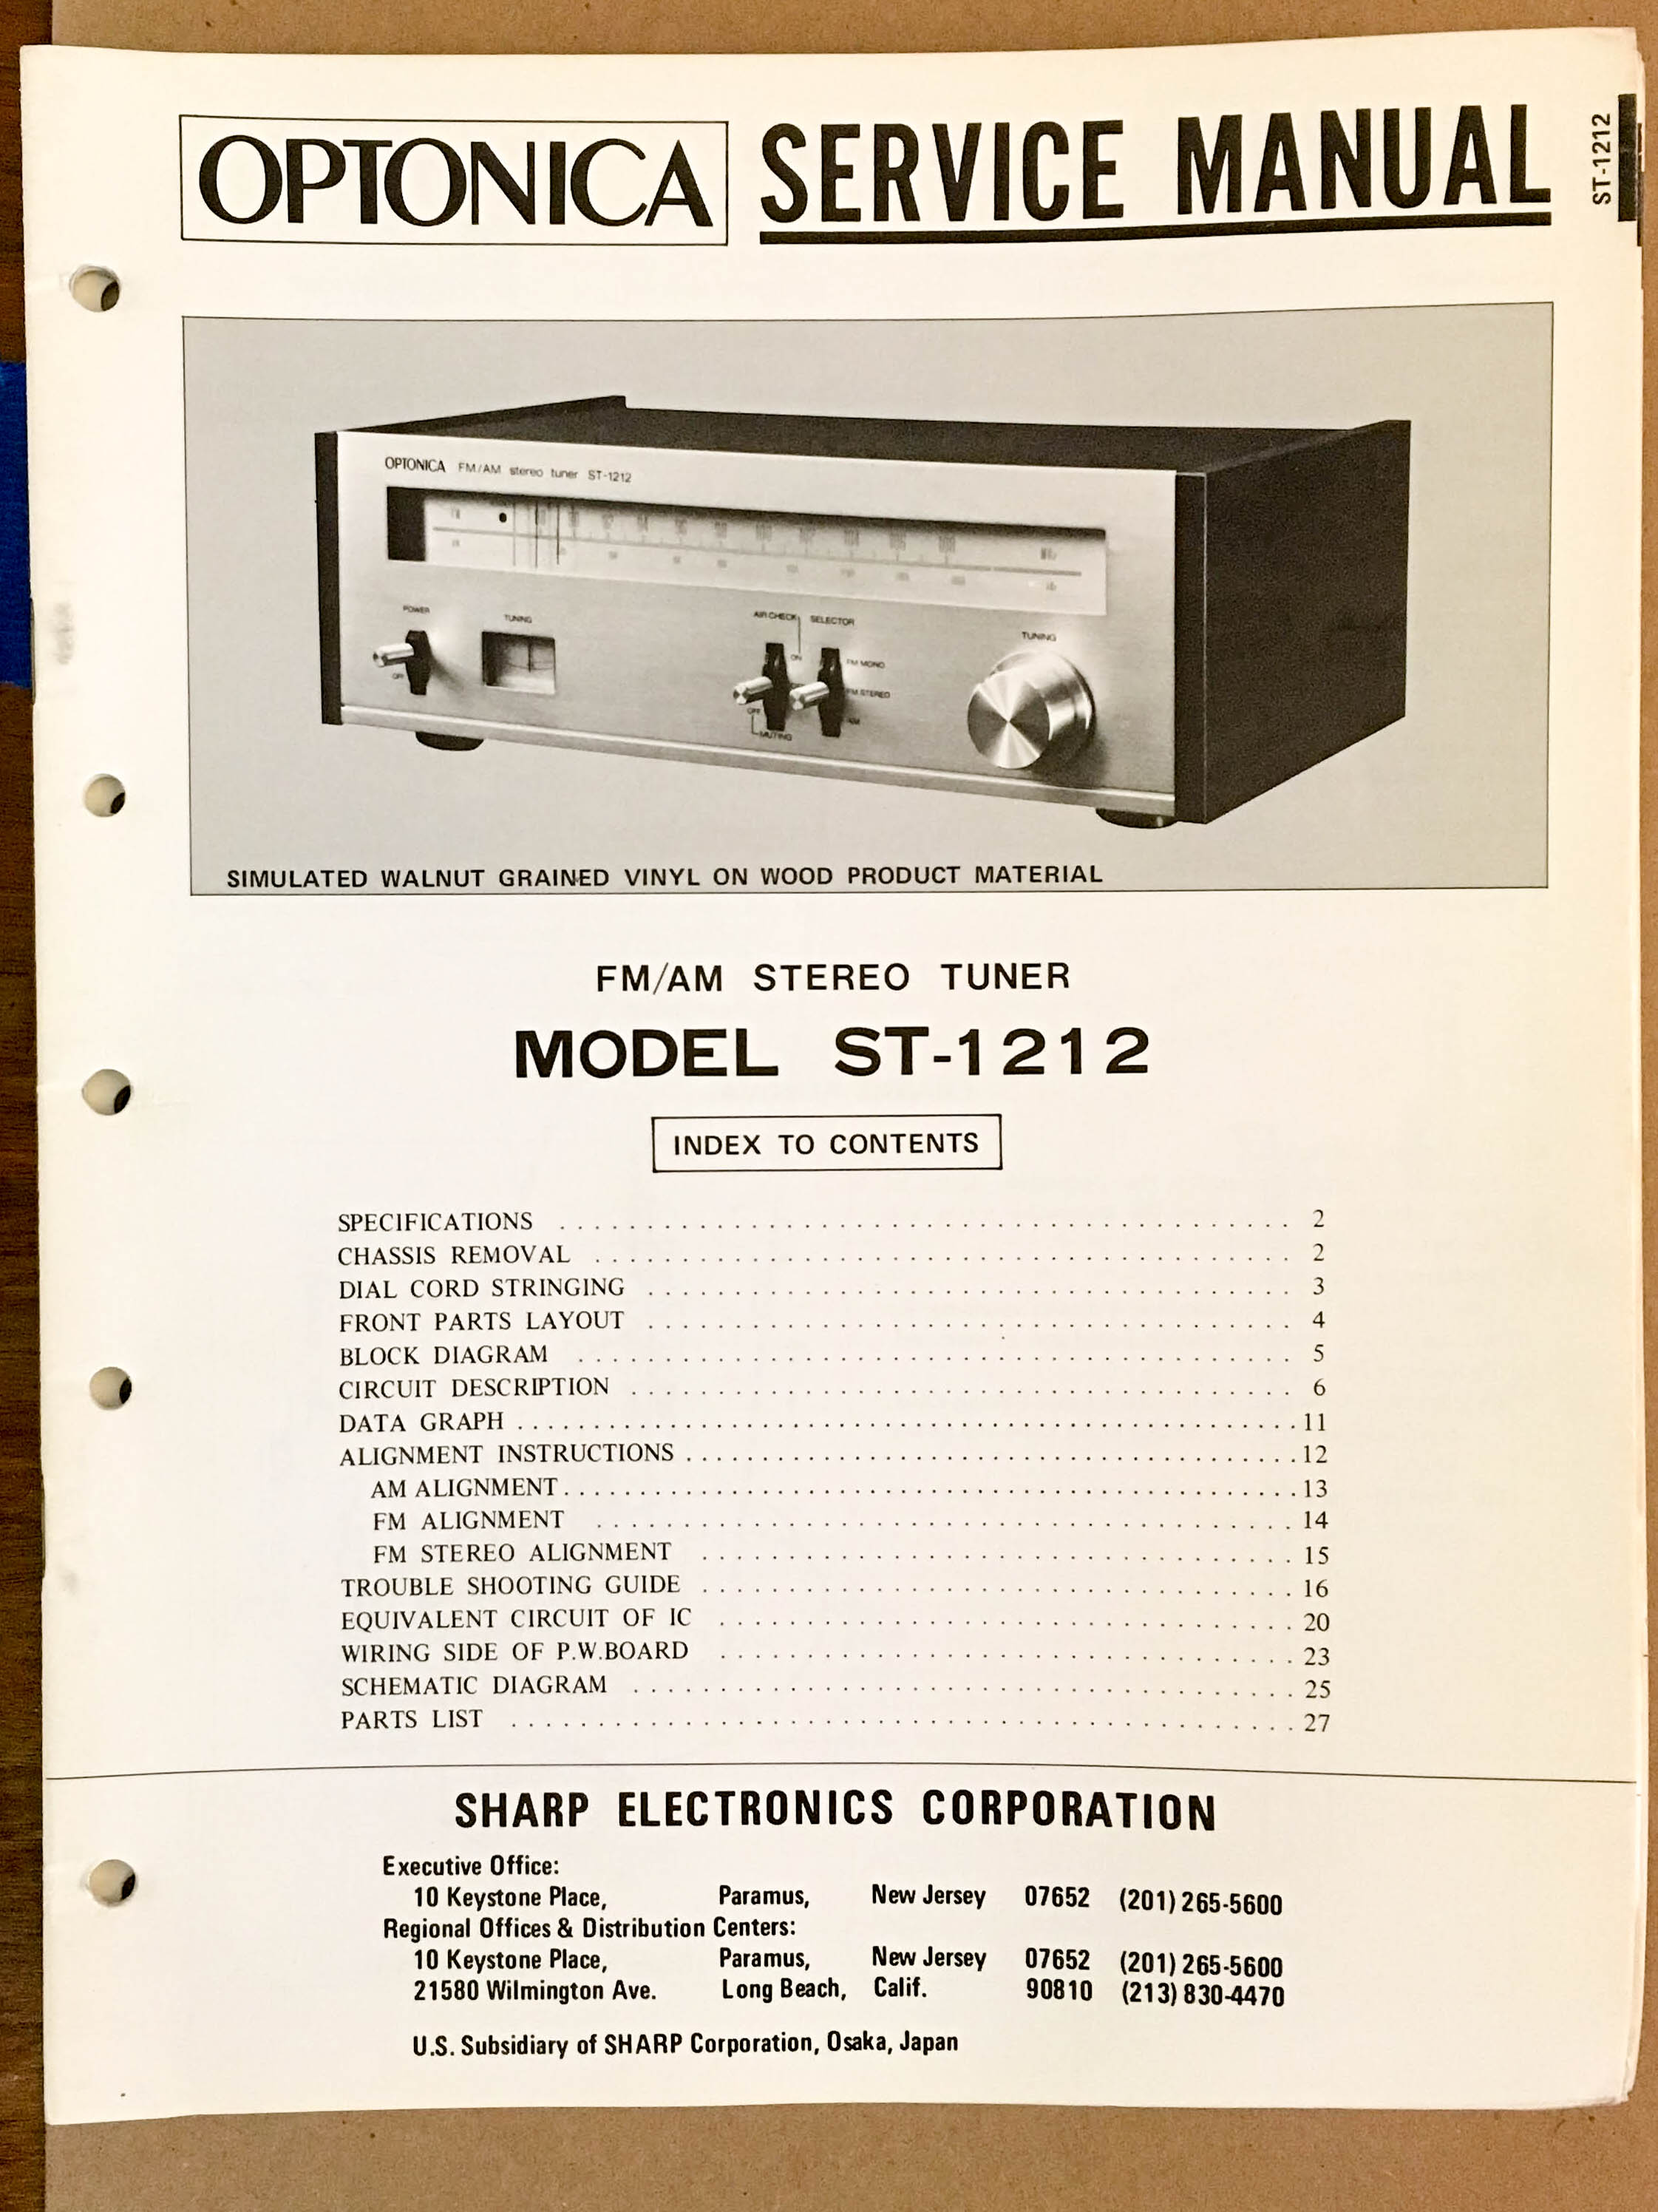 OPTONICA SERVICE MANUAL
ST-1212
OPTONICA FM/AM stereo tuner ST-1212
POWER
OFF
TUNING
AIR CHECK SELECTOR
ON
FM MONO
FM STEREO
AM
OFF
MUTING
TUNING
SIMULATED WALNUT GRAINED VINYL ON WOOD PRODUCT MATERIAL
FM/AM STEREO TUNER
MODEL ST-1212
INDEX TO CONTENTS
SPECIFICATIONS . . . . . . . . . . . . . . . . . . . . 2
CHASSIS REMOVAL . . . . . . . . . . . . . . . . . . . . 2
DIAL CORD STRINGING . . . . . . . . . . . . . . . . . . . . 3
FRONT PARTS LAYOUT . . . . . . . . . . . . . . . . . . . . 4
BLOCK DIAGRAM . . . . . . . . . . . . . . . . . . . . 5
CIRCUIT DESCRIPTION . . . . . . . . . . . . . . . . . . . . 6
DATA GRAPH . . . . . . . . . . . . . . . . . . . . 11
ALIGNMENT INSTRUCTIONS . . . . . . . . . . . . . . . . . . . . 12
AM ALIGNMENT . . . . . . . . . . . . . . . . . . . . 13
FM ALIGNMENT . . . . . . . . . . . . . . . . . . . . 14
FM STEREO ALIGNMENT . . . . . . . . . . . . . . . . . . . . 15
TROUBLE SHOOTING GUIDE . . . . . . . . . . . . . . . . . . . . 16
EQUIVALENT CIRCUIT OF IC . . . . . . . . . . . . . . . . . . . . 20
WIRING SIDE OF P.W.BOARD . . . . . . . . . . . . . . . . . . . . 23
SCHEMATIC DIAGRAM . . . . . . . . . . . . . . . . . . . . 25
PARTS LIST . . . . . . . . . . . . . . . . . . . . 27
SHARP ELECTRONICS CORPORATION
Executive Office:
10 Keystone Place, Paramus, New Jersey 07652 (201) 265-5600
Regional Offices & Distribution Centers:
10 Keystone Place, Paramus, New Jersey 07652 (201) 265-5600
21580 Wilmington Ave. Long Beach, Calif. 90810 (213) 830-4470
U.S. Subsidiary of SHARP Corporation, Osaka, Japan